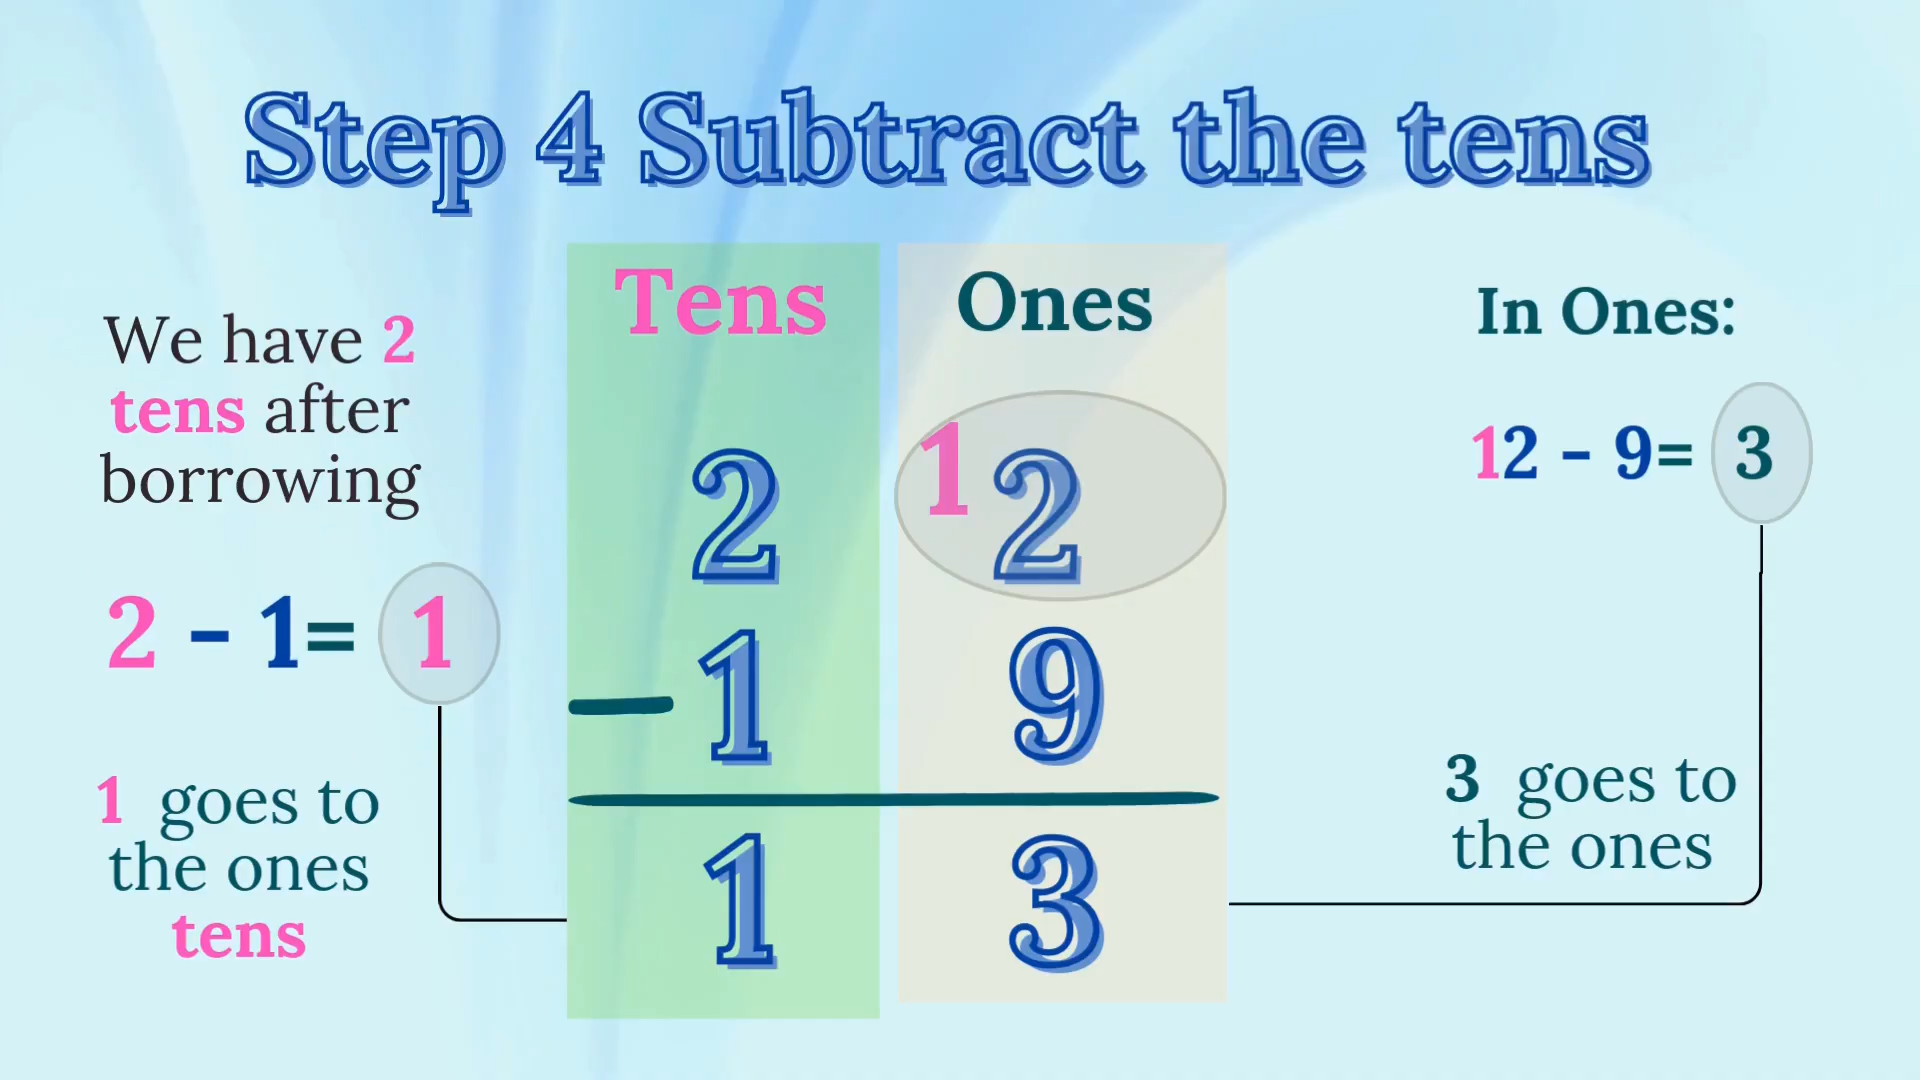 Step 4 Subtract the tens
We have 2
tens after
borrowing
2 - 1= 1
1 goes to
the ones
tens
Tens Ones
2 12
- 1 9
1 3
In Ones:
12 - 9= 3
3 goes to
the ones